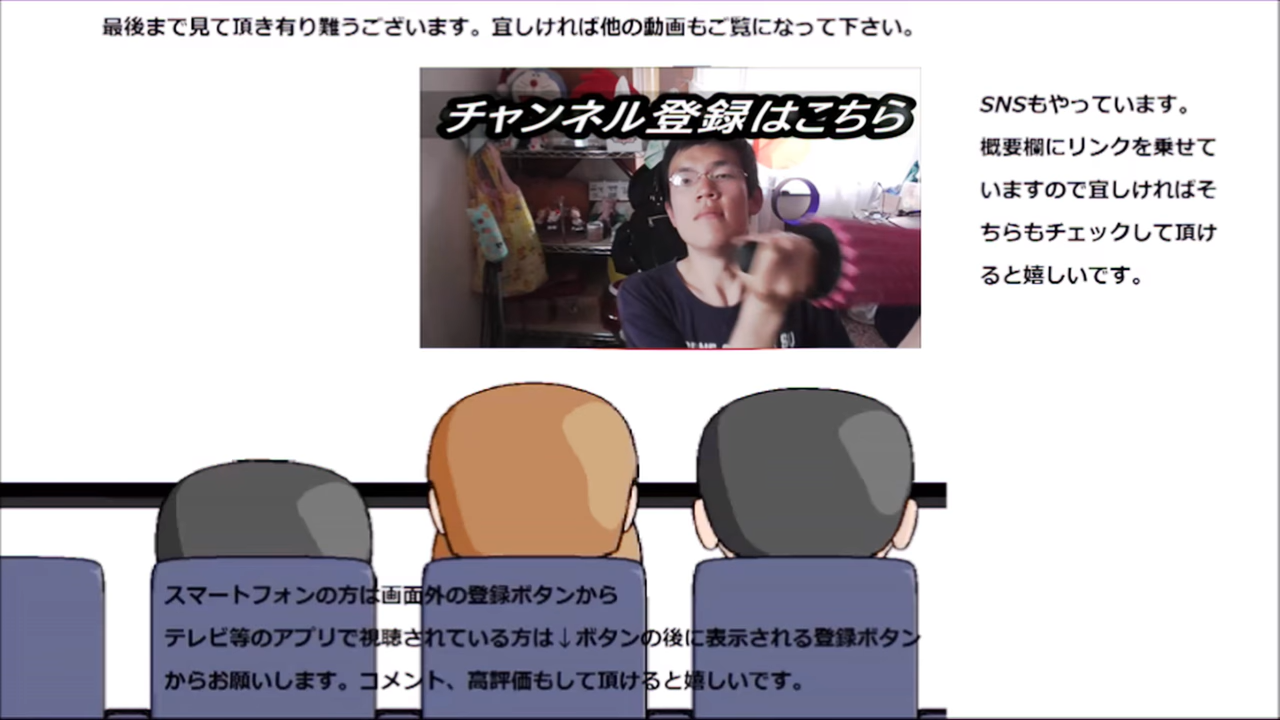 最後まで見て頂き有り難うございます。宜しければ他の動画もご覧になって下さい。
チャンネル登録はこちら
SNSもやっています。
概要欄にリンクを乗せて
いますので宜しければそ
ちらもチェックして頂け
ると嬉しいです。
スマートフォンの方は画面外の登録ボタンから
テレビ等のアプリで視聴されている方は↓ボタンの後に表示される登録ボタン
からお願いします。コメント、高評価もして頂けると嬉しいです。